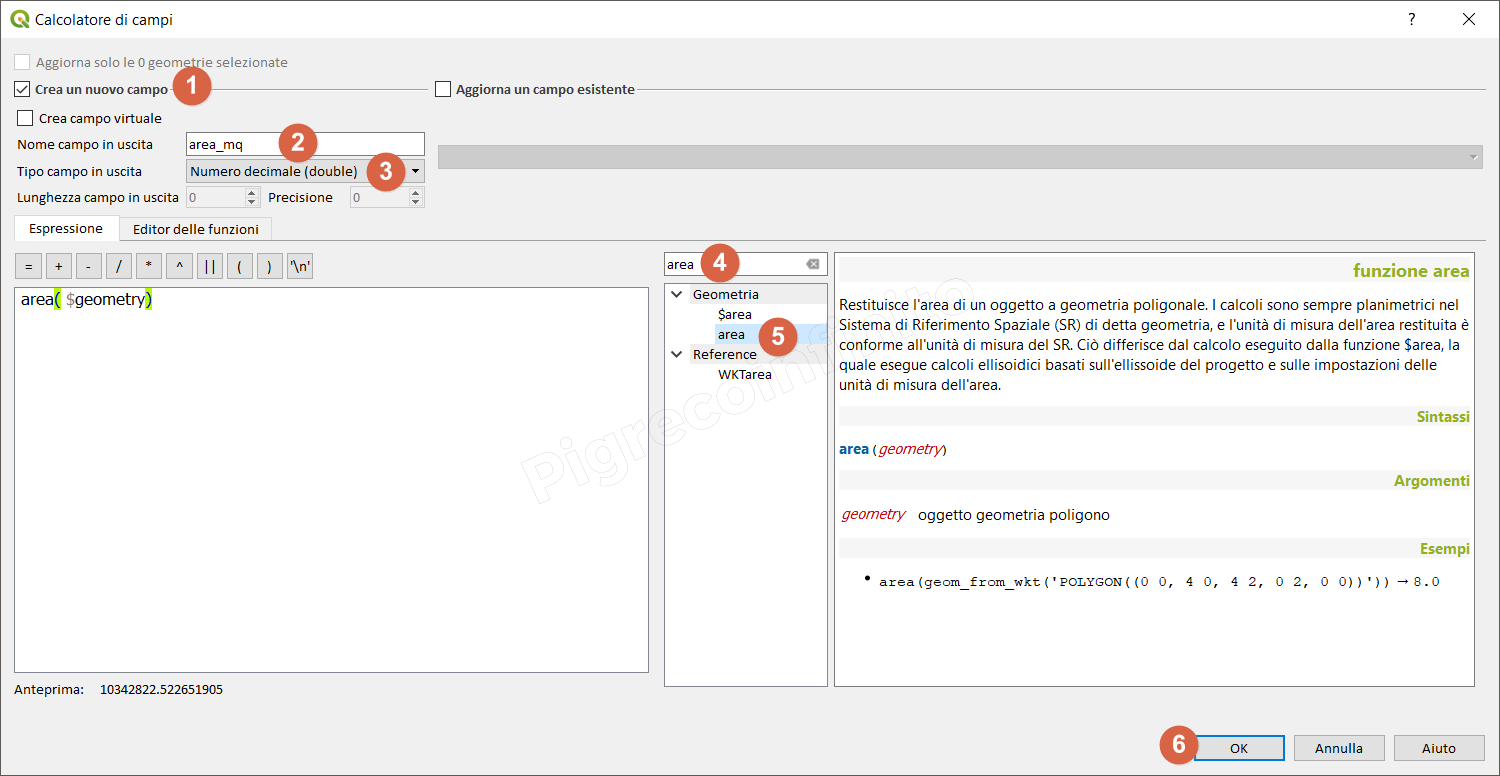 Calcolatore di campi
?
Aggiorna solo le 0 geometrie selezionate
Crea un nuovo campo
1
Aggiorna un campo esistente
Crea campo virtuale
Nome campo in uscita
area_mq
2
Tipo campo in uscita
Numero decimale (double)
3
Lunghezza campo in uscita
0
Precisione
0
Espressione
Editor delle funzioni
=
+
-
/
*
^
||
(
)
'\n'
area( $geometry)
area
4
Geometria
$area
area
5
Reference
WKTarea
funzione area
Restituisce l'area di un oggetto a geometria poligonale. I calcoli sono sempre planimetrici nel
Sistema di Riferimento Spaziale (SR) di detta geometria, e l'unità di misura dell'area restituita è
conforme all'unità di misura del SR. Ciò differisce dal calcolo eseguito dalla funzione $area, la
quale esegue calcoli ellisoidici basati sull'ellissoide del progetto e sulle impostazioni delle
unità di misura dell'area.
Sintassi
area (geometry)
Argomenti
geometry oggetto geometria poligono
Esempi
• area(geom_from_wkt('POLYGON((0 0, 4 0, 4 2, 0 2, 0 0))')) → 8.0
Pigrecoinfinito
Anteprima: 10342822.522651905
6
OK
Annulla
Aiuto